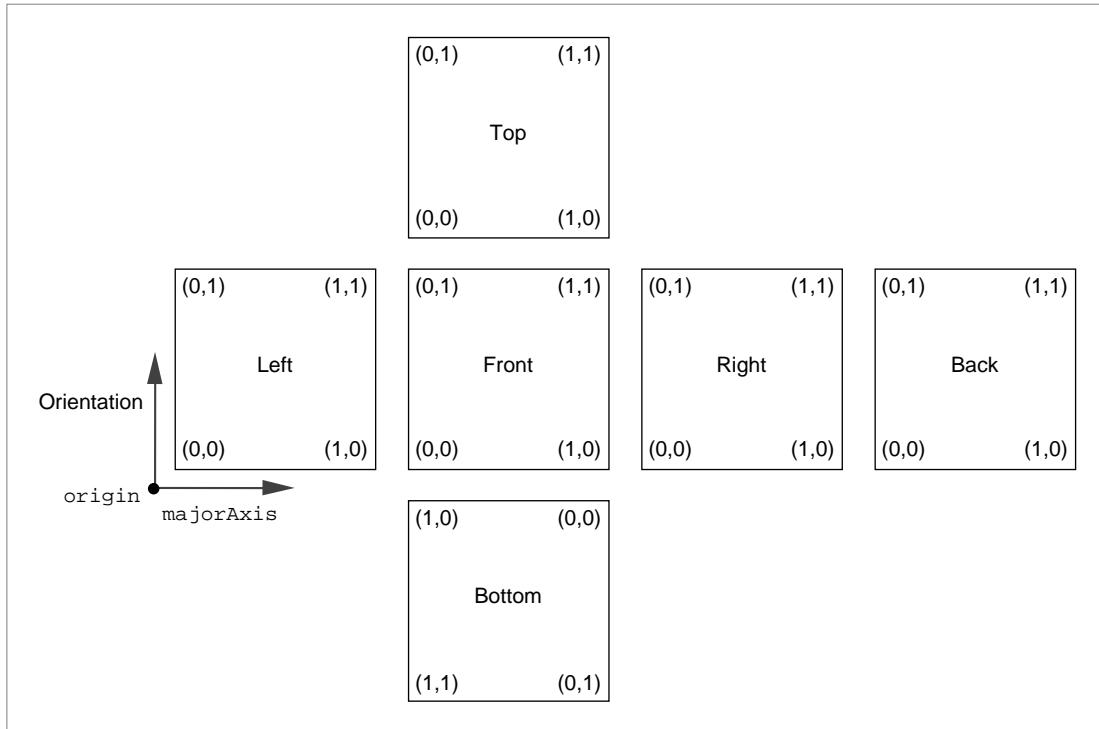 (0,1) (1,1)
Top
(0,0) (1,0)
(0,1) (1,1) (0,1) (1,1) (0,1) (1,1) (0,1) (1,1)
Left Front Right Back
Orientation
(0,0) (1,0) (0,0) (1,0) (0,0) (1,0) (0,0) (1,0)
origin
majorAxis
(1,0) (0,0)
Bottom
(1,1) (0,1)